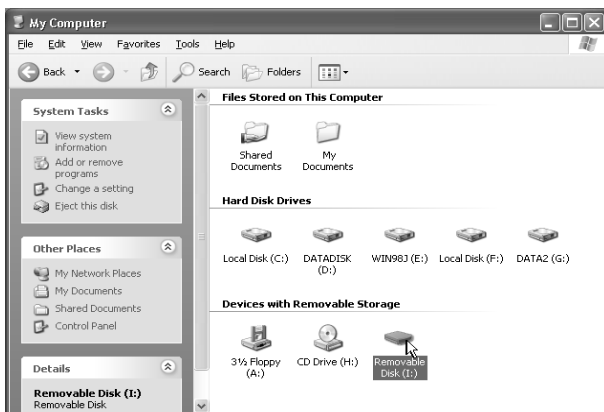 My Computer
File Edit View Favorites Tools Help
Back Search Folders
System Tasks
View system
information
Add or remove
programs
Change a setting
Eject this disk
Other Places
My Network Places
My Documents
Shared Documents
Control Panel
Details
Removable Disk (I:)
Removable Disk
Files Stored on This Computer
Shared
Documents
My
Documents
Hard Disk Drives
Local Disk (C:) DATADISK
(D:)
WIN98J (E:) Local Disk (F:) DATA2 (G:)
Devices with Removable Storage
3½ Floppy
(A:)
CD Drive (H:)
Removable
Disk (I:)